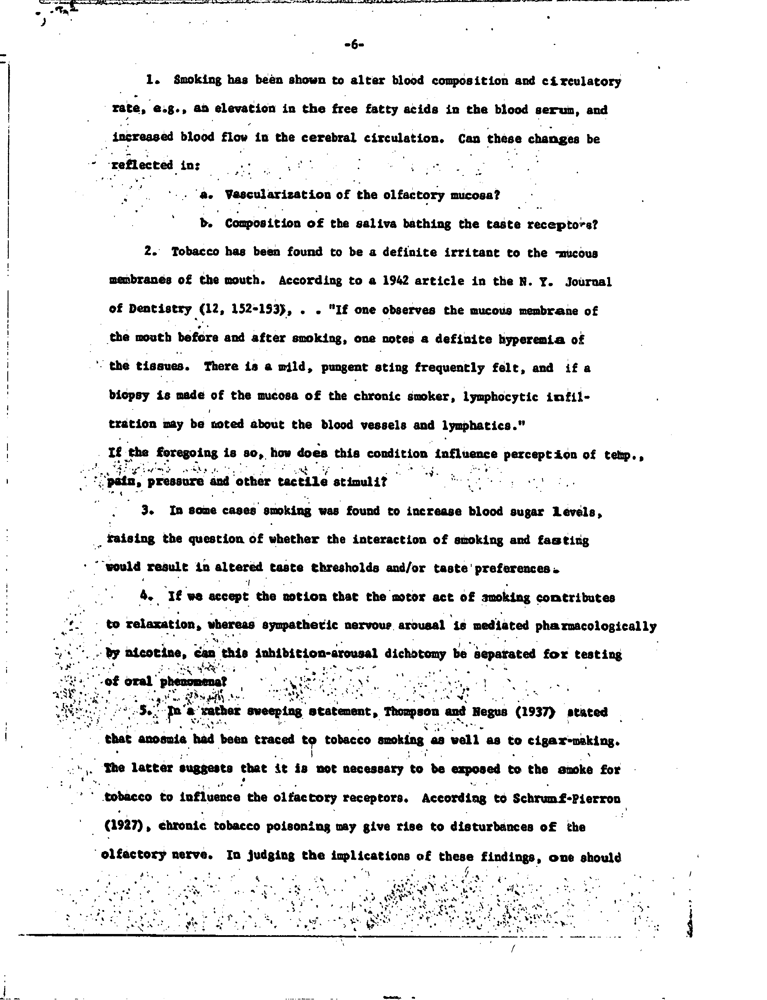 -6-
1. Smoking has been shown to alter blood composition and circulatory
rate, e.g., an elevation in the free fatty acids in the blood serum, and
increased blood flow in the cerebral circulation. Can these changes be
reflected in:
a. Vascularization of the olfactory mucosa?
b. Composition of the saliva bathing the taste receptors?
2. Tobacco has been found to be a definite irritant to the mucous
membranes of the mouth. According to a 1942 article in the N. Y. Journal
of Dentistry (12, 152-153), . . "If one observes the mucous membrane of
the mouth before and after smoking, one notes a definite hyperemia of
the tissues. There is a mild, pungent sting frequently felt, and if a
biopsy is made of the mucosa of the chronic smoker, lymphocytic infil-
tration may be noted about the blood vessels and lymphatics."
If the foregoing is so, how does this condition influence perception of temp.,
pain, pressure and other tactile stimuli?
3. In some cases smoking was found to increase blood sugar levels,
raising the question of whether the interaction of smoking and fasting
would result in altered taste thresholds and/or taste preferences.
4. If we accept the notion that the motor act of smoking contributes
to relaxation, whereas sympathetic nervous arousal is mediated pharmacologically
by nicotine, can this inhibition-arousal dichotomy be separated for testing
of oral phenomena?
5. In a rather sweeping statement, Thompson and Negus (1937) stated
that anosmia had been traced to tobacco smoking as well as to cigar-making.
The latter suggests that it is not necessary to be exposed to the smoke for
tobacco to influence the olfactory receptors. According to Schrumf-Pierron
(1927), chronic tobacco poisoning may give rise to disturbances of the
olfactory nerve. In judging the implications of these findings, one should